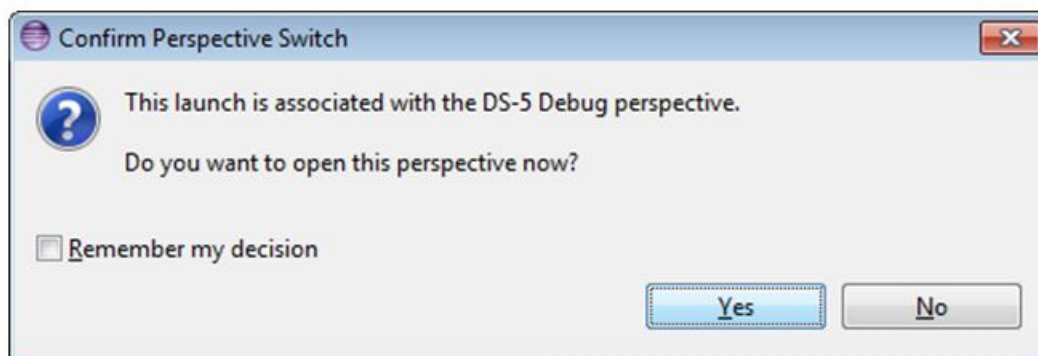 Confirm Perspective Switch
This launch is associated with the DS-5 Debug perspective.
Do you want to open this perspective now?
Remember my decision
Yes No